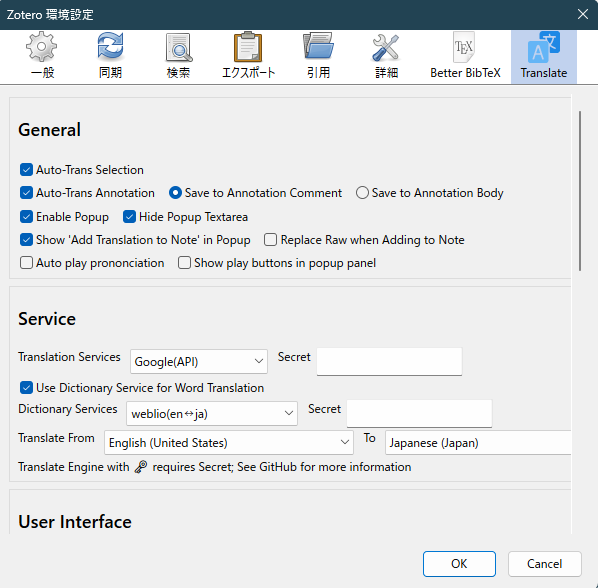 Zotero 環境設定
一般 同期 検索 エクスポート 引用 詳細 Better BibTeX Translate
General
Auto-Trans Selection
Auto-Trans Annotation Save to Annotation Comment Save to Annotation Body
Enable Popup Hide Popup Textarea
Show 'Add Translation to Note' in Popup Replace Raw when Adding to Note
Auto play prononciation Show play buttons in popup panel
Service
Translation Services Google(API) Secret
Use Dictionary Service for Word Translation
Dictionary Services weblio(en↔ja) Secret
Translate From English (United States) To Japanese (Japan)
Translate Engine with 🗝 requires Secret; See GitHub for more information
User Interface
OK Cancel